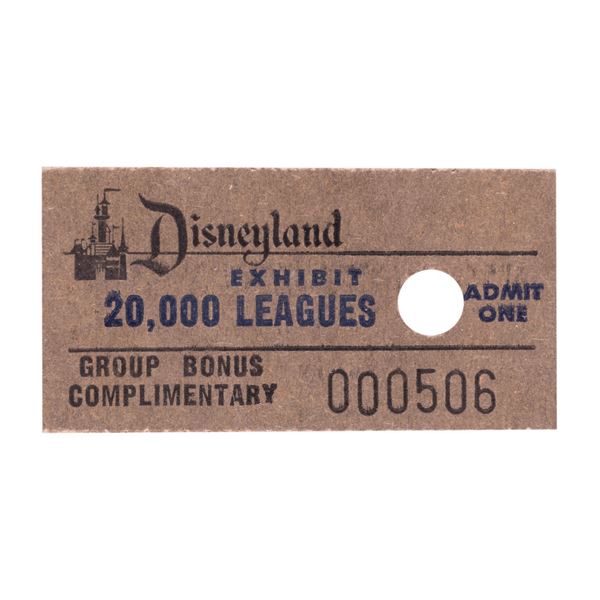 Disneyland
EXHIBIT
20,000 LEAGUES
ADMIT
ONE
GROUP BONUS
COMPLIMENTARY
000506